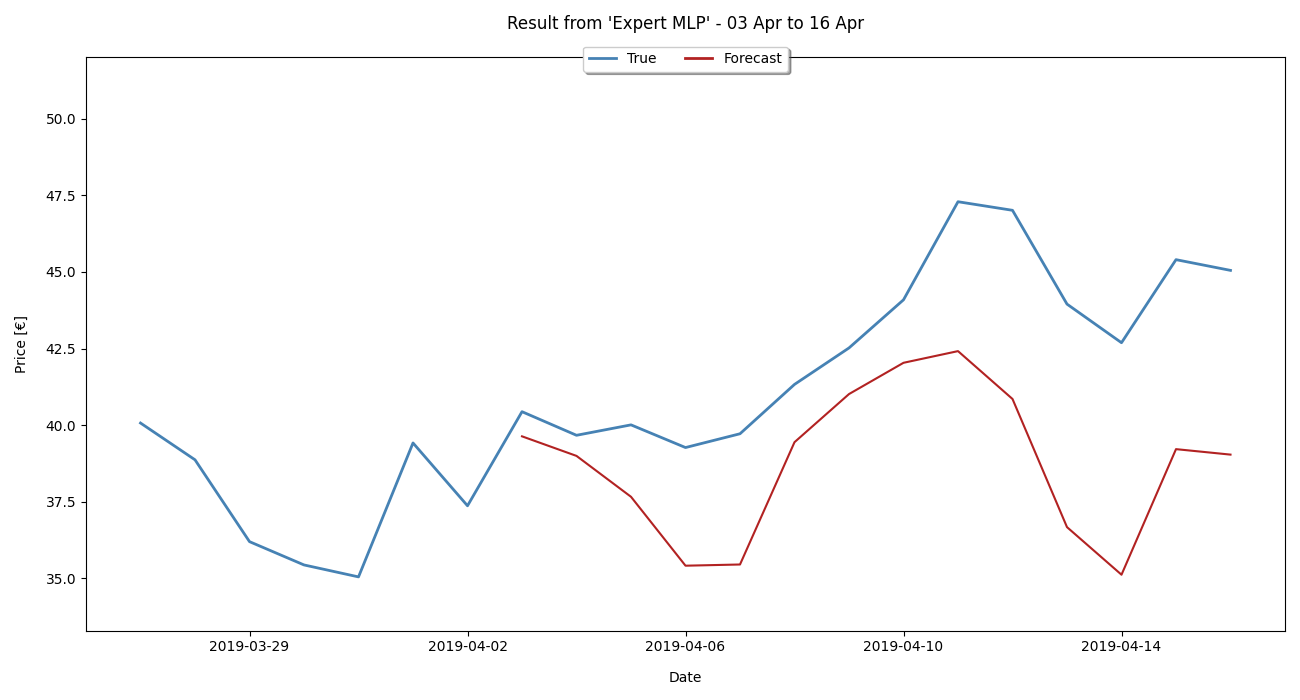 Result from 'Expert MLP' - 03 Apr to 16 Apr
True Forecast
50.0
47.5
45.0
42.5
40.0
37.5
35.0
Price [€]
2019-03-29 2019-04-02 2019-04-06 2019-04-10 2019-04-14
Date